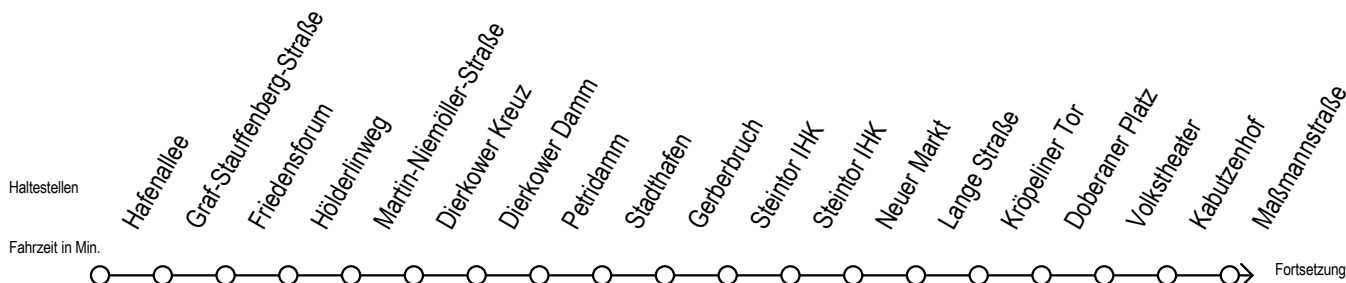 Haltestellen
Hafenallee
Graf-Stauffenberg-Straße
Friedensforum
Hölderlinweg
Martin-Niemöller-Straße
Dierkower Kreuz
Dierkower Damm
Petridamm
Stadthafen
Gerberbruch
Steintor IHK
Steintor IHK
Neuer Markt
Lange Straße
Kröpeliner Tor
Doberaner Platz
Volkstheater
Kabutzenhof
Maßmannstraße
Fahrzeit in Min.
Fortsetzung